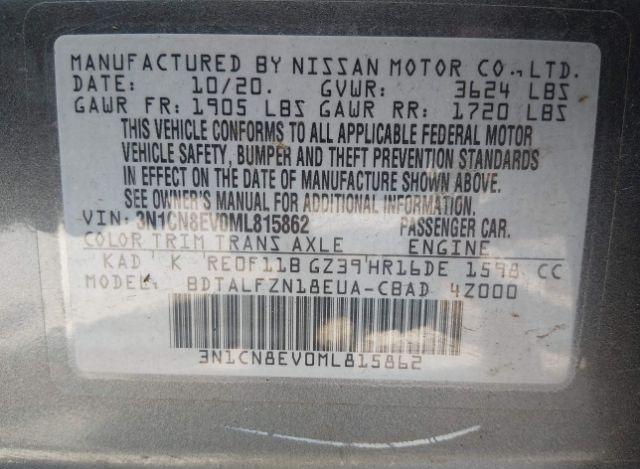 MANUFACTURED BY NISSAN MOTOR CO., LTD.
DATE: 10/20. GVWR: 3624 LBS
GAWR FR: 1905 LBS GAWR RR: 1720 LBS
THIS VEHICLE CONFORMS TO ALL APPLICABLE FEDERAL MOTOR
VEHICLE SAFETY, BUMPER AND THEFT PREVENTION STANDARDS
IN EFFECT ON THE DATE OF MANUFACTURE SHOWN ABOVE.
SEE OWNER'S MANUAL FOR ADDITIONAL INFORMATION.
VIN: 3N1CN8EV0ML815862 PASSENGER CAR.
COLOR TRIM TRANS AXLE ENGINE
KAD K RE0F11B GZ39 HR16DE 1598 CC
MODEL: BDTALFZN18EUA-CBAD 4Z000
3N1CN8EV0ML815862